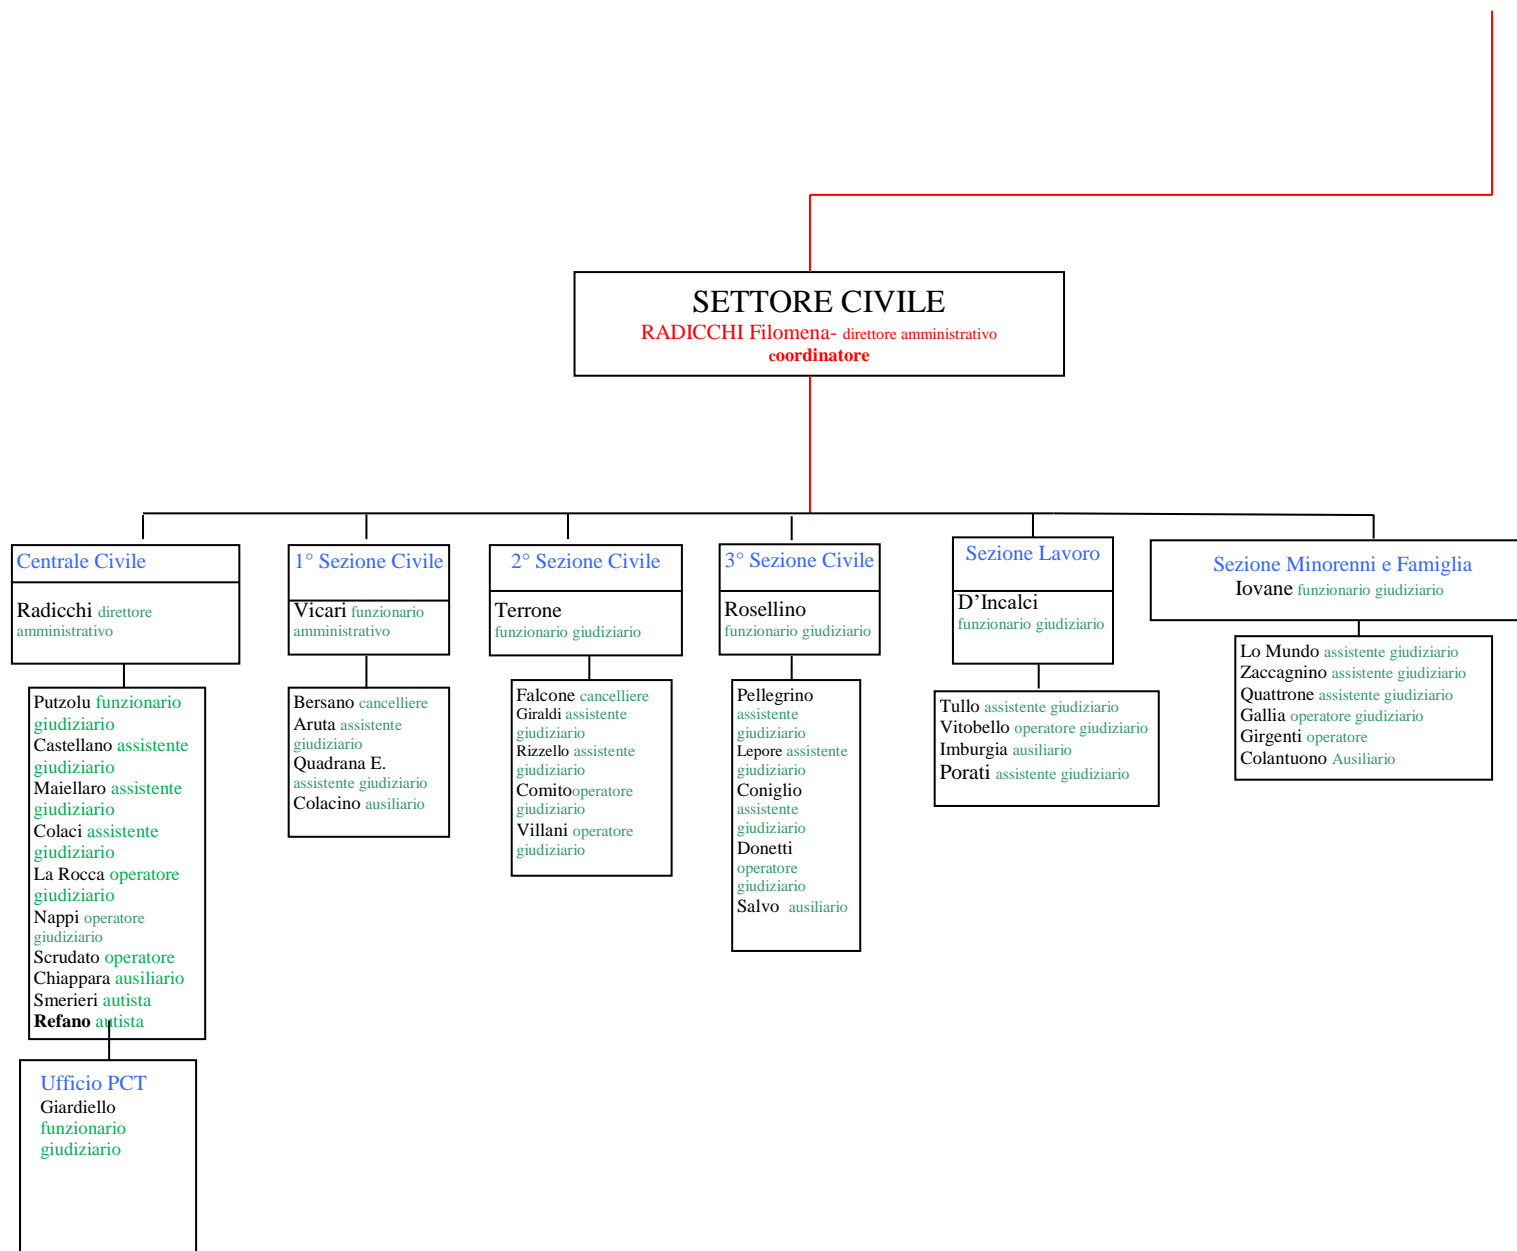 SETTORE CIVILE
RADICCHI Filomena- direttore amministrativo
coordinatore
Centrale Civile
Radicchi direttore
amministrativo
Putzolu funzionario
giudiziario
Castellano assistente
giudiziario
Maiellaro assistente
giudiziario
Colaci assistente
giudiziario
La Rocca operatore
giudiziario
Nappi operatore
giudiziario
Scrudato operatore
Chiappara ausiliario
Smerieri autista
Refano autista
Ufficio PCT
Giardiello
funzionario
giudiziario
1° Sezione Civile
Vicari funzionario
amministrativo
Bersano cancelliere
Aruta assistente
giudiziario
Quadrana E.
assistente giudiziario
Colacino ausiliario
2° Sezione Civile
Terrone
funzionario giudiziario
Falcone cancelliere
Giraldi assistente
giudiziario
Rizzello assistente
giudiziario
Comitooperatore
giudiziario
Villani operatore
giudiziario
3° Sezione Civile
Rosellino
funzionario giudiziario
Pellegrino
assistente
giudiziario
Lepore assistente
giudiziario
Coniglio
assistente
giudiziario
Donetti
operatore
giudiziario
Salvo ausiliario
Sezione Lavoro
D’Incalci
funzionario giudiziario
Tullo assistente giudiziario
Vitobello operatore giudiziario
Imburgia ausiliario
Porati assistente giudiziario
Sezione Minorenni e Famiglia
Iovane funzionario giudiziario
Lo Mundo assistente giudiziario
Zaccagnino assistente giudiziario
Quattrone assistente giudiziario
Gallia operatore giudiziario
Girgenti operatore
Colantuono Ausiliario